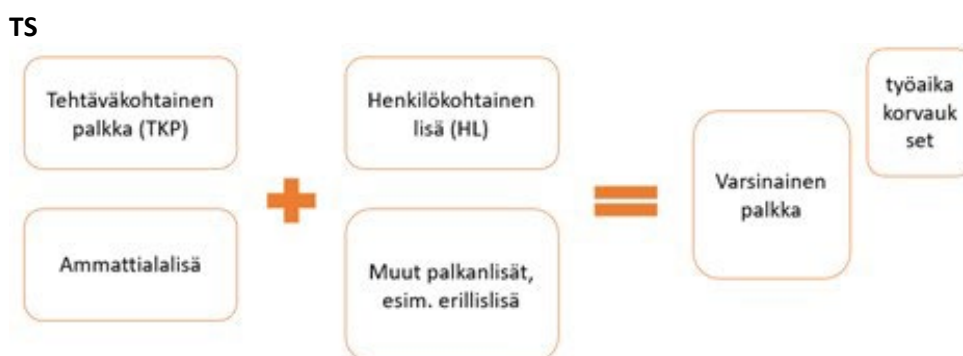 TS
Tehtäväkohtainen
palkka (TKP)
Ammattialalisä
Henkilökohtainen
lisä (HL)
Muut palkanlisät,
esim. erillislisä
Varsinainen
palkka
työaika
korvauk
set